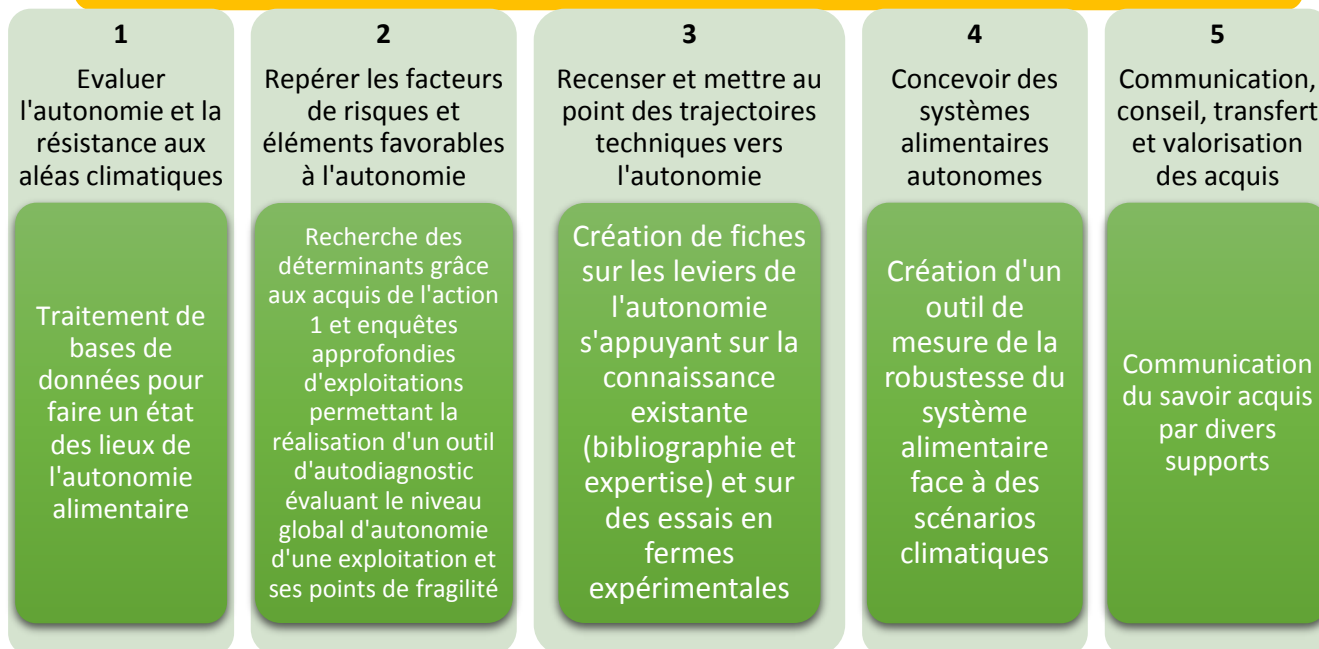 1
Evaluer
l'autonomie et la
résistance aux
aléas climatiques
Traitement de
bases de
données pour
faire un état
des lieux de
l'autonomie
alimentaire
2
Repérer les facteurs
de risques et
éléments favorables
à l'autonomie
Recherche des
déterminants grâce
aux acquis de l'action
1 et enquêtes
approfondies
d'exploitations
permettant la
réalisation d'un outil
d'autodiagnostic
évaluant le niveau
global d'autonomie
d'une exploitation et
ses points de fragilité
3
Recenser et mettre au
point des trajectoires
techniques vers
l'autonomie
Création de fiches
sur les leviers de
l'autonomie
s'appuyant sur la
connaissance
existante
(bibliographie et
expertise) et sur
des essais en
fermes
expérimentales
4
Concevoir des
systèmes
alimentaires
autonomes
Création d'un
outil de
mesure de la
robustesse du
système
alimentaire
face à des
scénarios
climatiques
5
Communication,
conseil, transfert
et valorisation
des acquis
Communication
du savoir acquis
par divers
supports